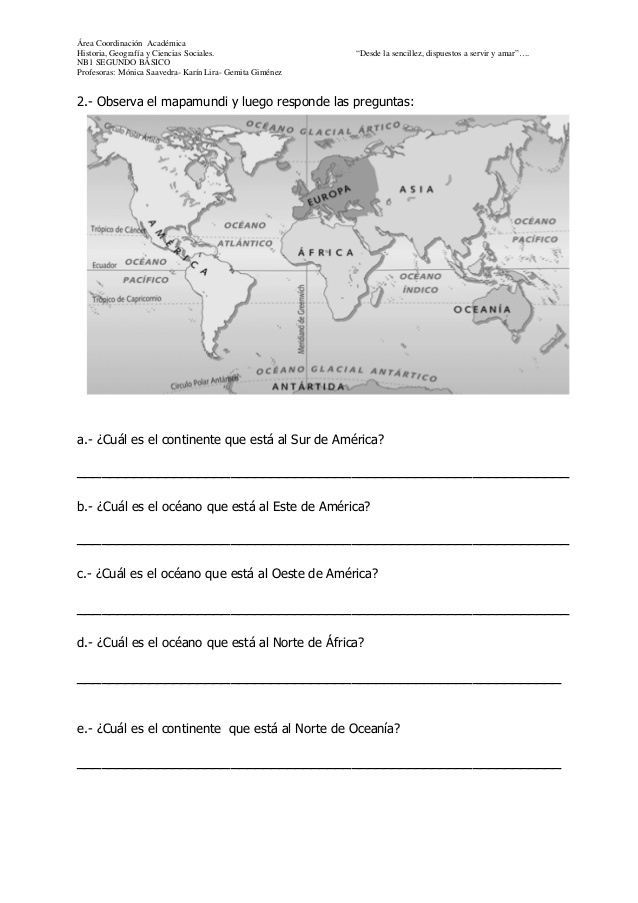 Área Coordinación Académica
Historia, Geografía y Ciencias Sociales. "Desde la sencillez, dispuestos a servir y amar"….
NB1 SEGUNDO BÁSICO
Profesoras: Mónica Saavedra- Karín Lira- Gemita Giménez
2.- Observa el mapamundi y luego responde las preguntas:
Círculo Polar Ártico
OCÉANO GLACIAL ÁRTICO
EUROPA
ASIA
Trópico de Cáncer
AMÉRICA
OCÉANO
ATLÁNTICO
OCÉANO
PACÍFICO
ÁFRICA
Ecuador
OCÉANO
PACÍFICO
OCÉANO
ÍNDICO
Trópico de Capricornio
Meridiano de Greenwich
OCEANÍA
OCÉANO GLACIAL ANTÁRTICO
Círculo Polar Antártico
ANTÁRTIDA
a.- ¿Cuál es el continente que está al Sur de América?
b.- ¿Cuál es el océano que está al Este de América?
c.- ¿Cuál es el océano que está al Oeste de América?
d.- ¿Cuál es el océano que está al Norte de África?
e.- ¿Cuál es el continente que está al Norte de Oceanía?